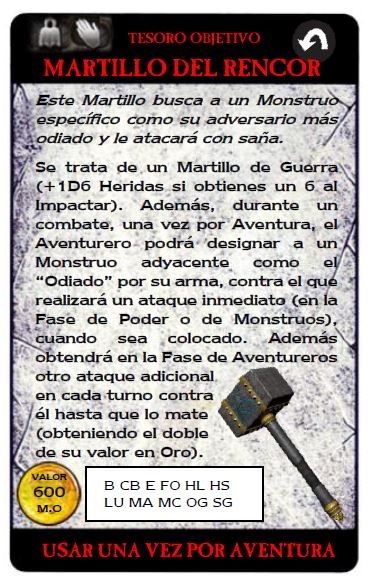 TESORO OBJETIVO
MARTILLO DEL RENCOR
Este Martillo busca a un Monstruo
específico como su adversario más
odiado y le atacará con saña.
Se trata de un Martillo de Guerra
(+1D6 Heridas si obtienes un 6 al
Impactar). Además, durante un
combate, una vez por Aventura, el
Aventurero podrá designar a un
Monstruo adyacente como el
“Odiado” por su arma, contra el que
realizará un ataque inmediato (en la
Fase de Poder o de Monstruos),
cuando sea colocado. Además
obtendrá en la Fase de Aventureros
otro ataque adicional
en cada turno contra
él hasta que lo mate
(obteniendo el doble
de su valor en Oro).
VALOR
600
M.O
B CB E FO HL HS
LU MA MC OG SG
USAR UNA VEZ POR AVENTURA